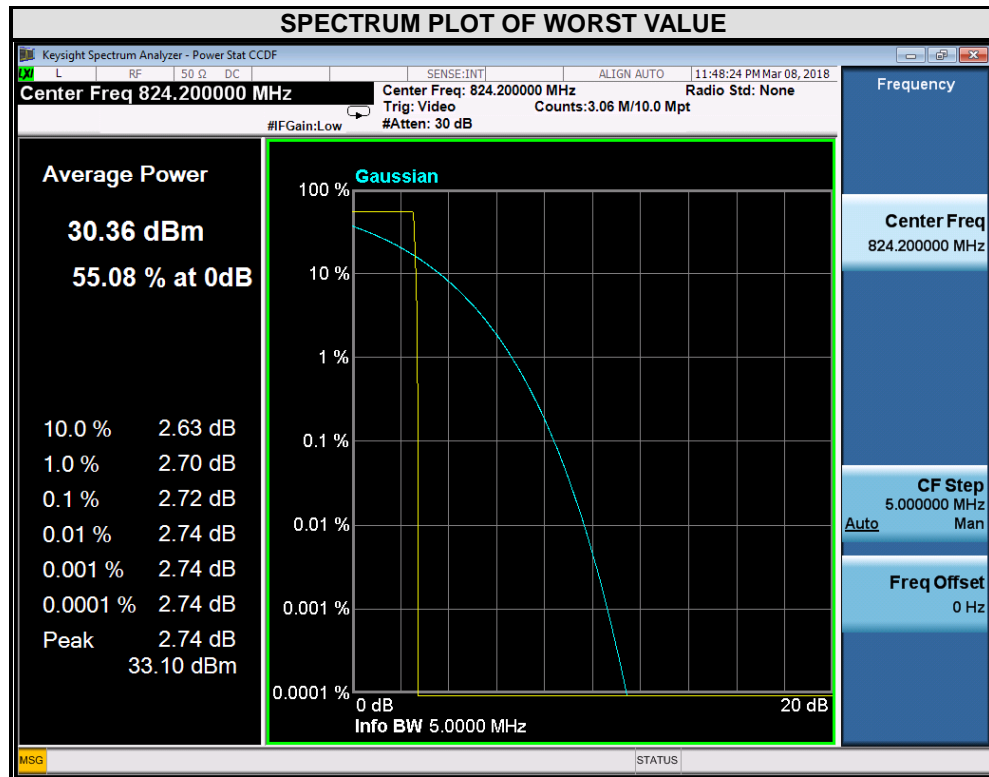 SPECTRUM PLOT OF WORST VALUE
Keysight Spectrum Analyzer - Power Stat CCDF
LXI L RF 50 Ω DC SENSE:INT ALIGN AUTO 11:48:24 PM Mar 08, 2018
Center Freq 824.200000 MHz
Center Freq: 824.200000 MHz Radio Std: None
Trig: Video Counts:3.06 M/10.0 Mpt
#IFGain:Low #Atten: 30 dB
Frequency
Average Power
30.36 dBm
55.08 % at 0dB
10.0 % 2.63 dB
1.0 % 2.70 dB
0.1 % 2.72 dB
0.01 % 2.74 dB
0.001 % 2.74 dB
0.0001 % 2.74 dB
Peak 2.74 dB
33.10 dBm
Gaussian
100 %
10 %
1 %
0.1 %
0.01 %
0.001 %
0.0001 %
0 dB 20 dB
Info BW 5.0000 MHz
Center Freq
824.200000 MHz
CF Step
5.000000 MHz
Auto Man
Freq Offset
0 Hz
MSG STATUS